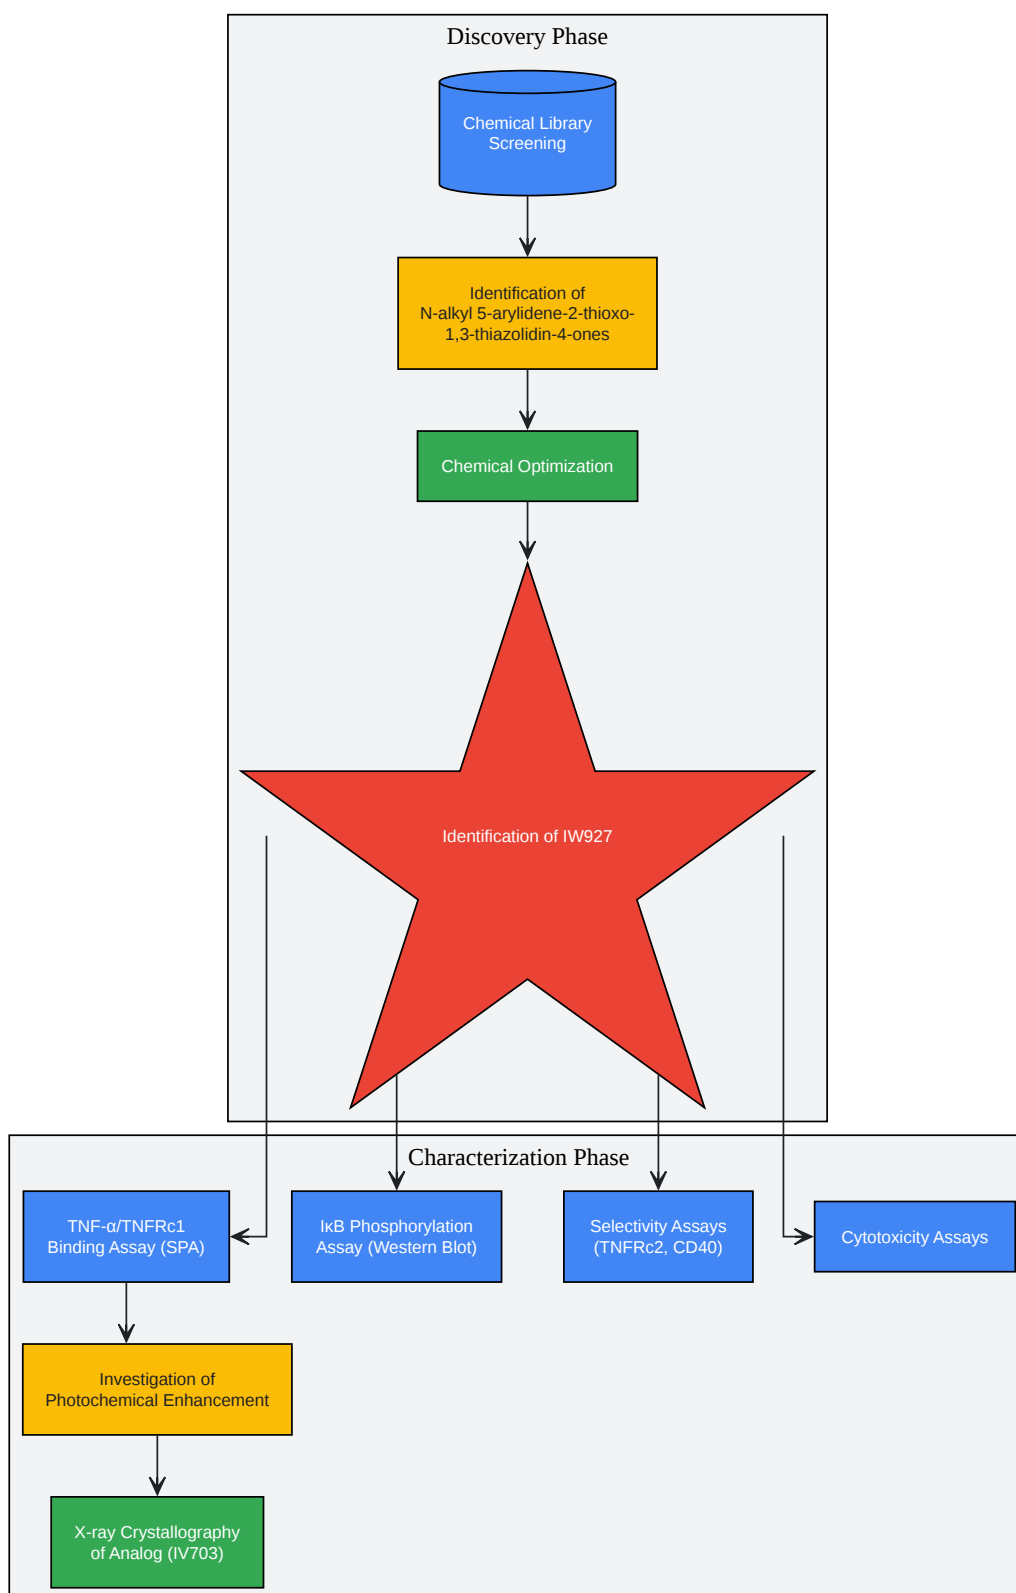 Discovery Phase
Chemical Library
Screening
Identification of
N-alkyl 5-arylidene-2-thioxo-
1,3-thiazolidin-4-ones
Chemical Optimization
Identification of IW927
Characterization Phase
TNF-α/TNFRc1
Binding Assay (SPA)
IκB Phosphorylation
Assay (Western Blot)
Selectivity Assays
(TNFRc2, CD40)
Cytotoxicity Assays
Investigation of
Photochemical Enhancement
X-ray Crystallography
of Analog (IV703)